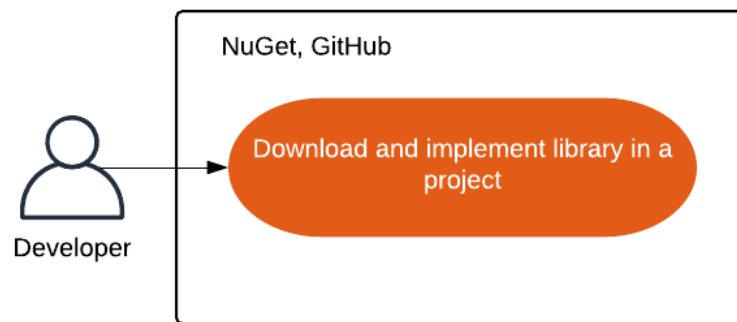 NuGet, GitHub
Download and implement library in a
project
Developer